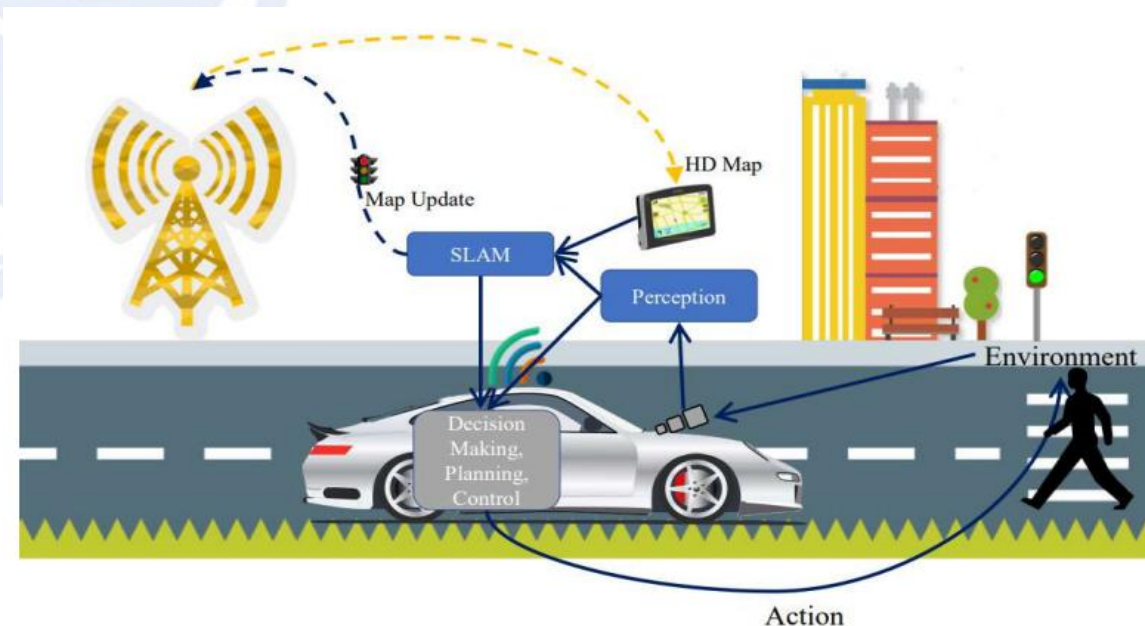 HD Map
Map Update
SLAM
Perception
Environment
Decision
Making,
Planning,
Control
Action